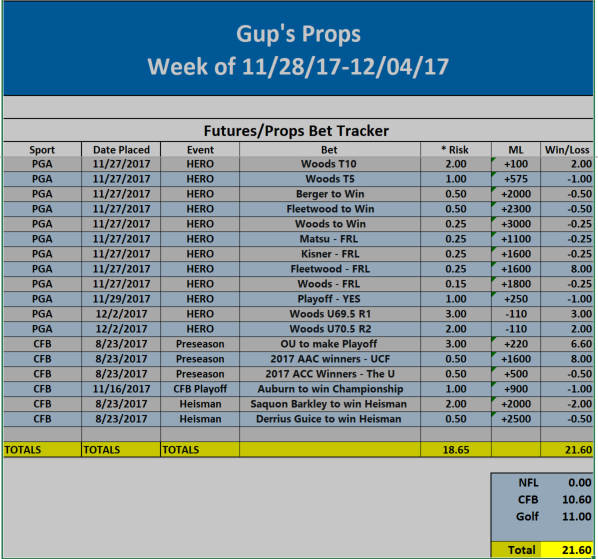 Gup's Props
Week of 11/28/17-12/04/17
Futures/Props Bet Tracker
Sport Date Placed Event Bet * Risk ML Win/Loss
PGA 11/27/2017 HERO Woods T10 2.00 +100 2.00
PGA 11/27/2017 HERO Woods T5 1.00 +575 -1.00
PGA 11/27/2017 HERO Berger to Win 0.50 +2000 -0.50
PGA 11/27/2017 HERO Fleetwood to Win 0.50 +2300 -0.50
PGA 11/27/2017 HERO Woods to Win 0.25 +3000 -0.25
PGA 11/27/2017 HERO Matsu - FRL 0.25 +1100 -0.25
PGA 11/27/2017 HERO Kisner - FRL 0.25 +1600 -0.25
PGA 11/27/2017 HERO Fleetwood - FRL 0.25 +1600 8.00
PGA 11/27/2017 HERO Woods - FRL 0.15 +1800 -0.25
PGA 11/29/2017 HERO Playoff - YES 1.00 +250 -1.00
PGA 12/2/2017 HERO Woods U69.5 R1 3.00 -110 3.00
PGA 12/2/2017 HERO Woods U70.5 R2 2.00 -110 2.00
CFB 8/23/2017 Preseason OU to make Playoff 3.00 +220 6.60
CFB 8/23/2017 Preseason 2017 AAC winners - UCF 0.50 +1600 8.00
CFB 8/23/2017 Preseason 2017 ACC Winners - The U 0.50 +500 -0.50
CFB 11/16/2017 CFB Playoff Auburn to win Championship 1.00 +900 -1.00
CFB 8/23/2017 Heisman Saquon Barkley to win Heisman 2.00 +2000 -2.00
CFB 8/23/2017 Heisman Derrius Guice to win Heisman 0.50 +2500 -0.50
TOTALS TOTALS TOTALS 18.65 21.60
NFL 0.00
CFB 10.60
Golf 11.00
Total 21.60